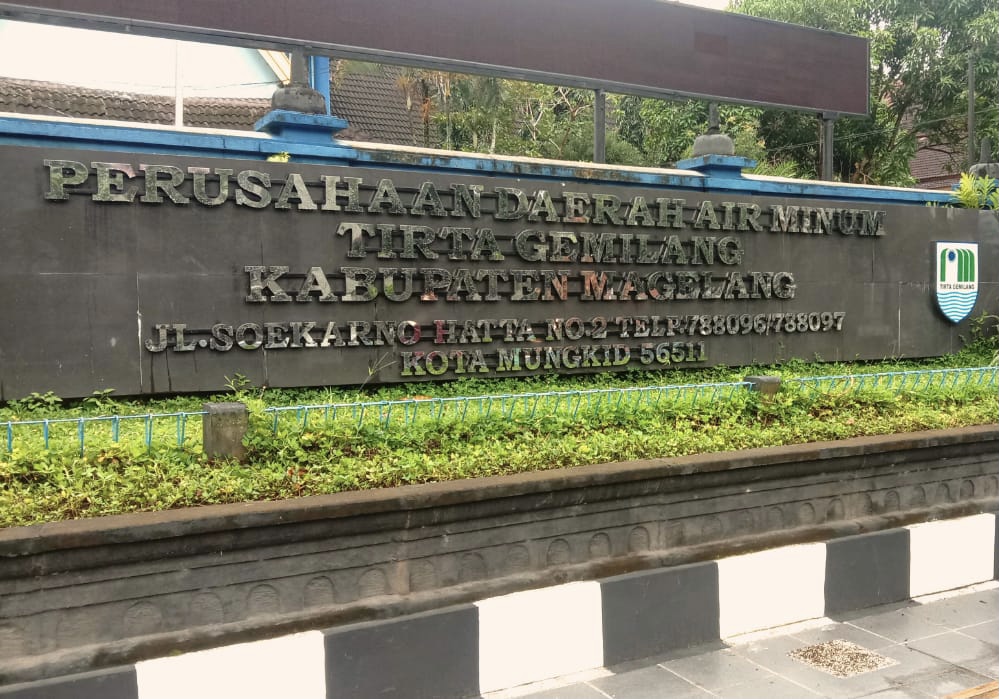 PERUSAHAAN DAERAH AIR MINUM
TIRTA GEMILANG
KABUPATEN MAGELANG
JL.SOEKARNO HATTA NO.2 TELP.788096/788097
KOTA MUNGKID 56511
TIRTA GEMILANG